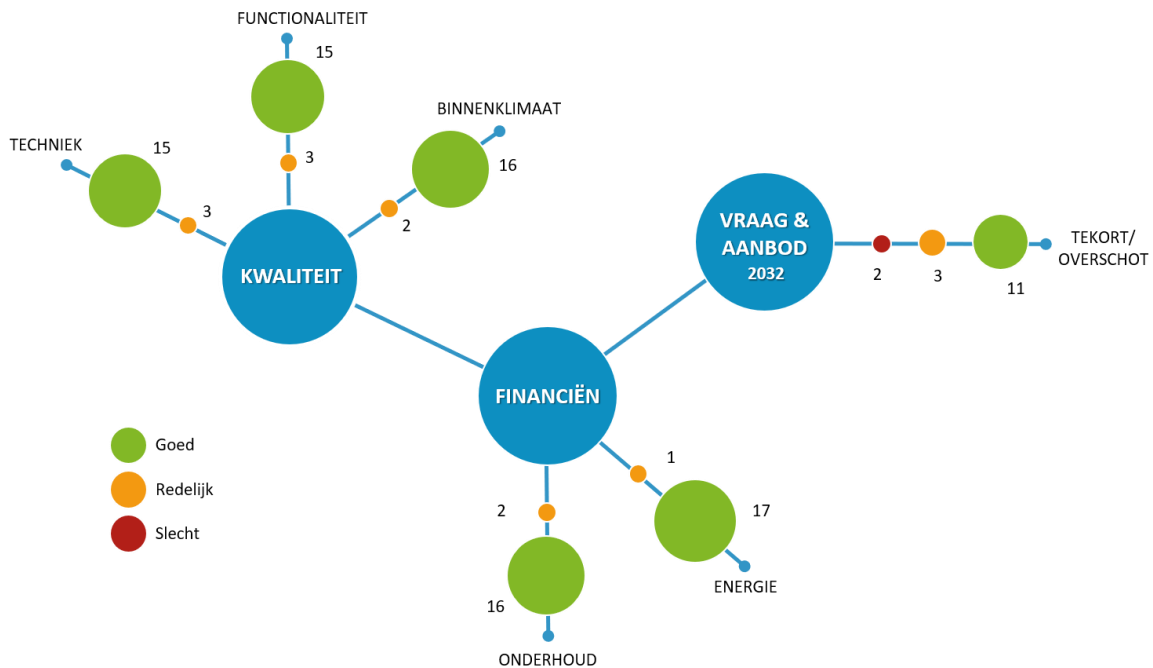 FUNCTIONALITEIT
15
3
BINNENKLIMAAT
16
2
TECHNIEK
15
3
KWALITEIT
VRAAG &
AANBOD
2032
2
3
11
TEKORT/
OVERSCHOT
FINANCIËN
1
17
ENERGIE
2
16
ONDERHOUD
Goed
Redelijk
Slecht